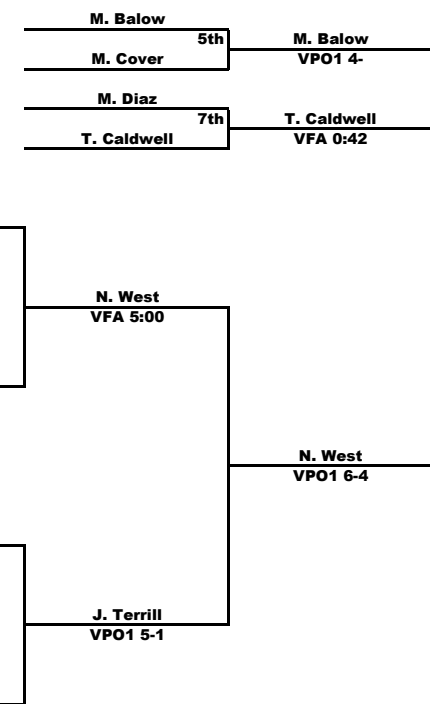 M. Balow
5th
M. Cover
M. Balow
VPO1 4-
M. Diaz
7th
T. Caldwell
T. Caldwell
VFA 0:42
N. West
VFA 5:00
N. West
VPO1 6-4
J. Terrill
VPO1 5-1